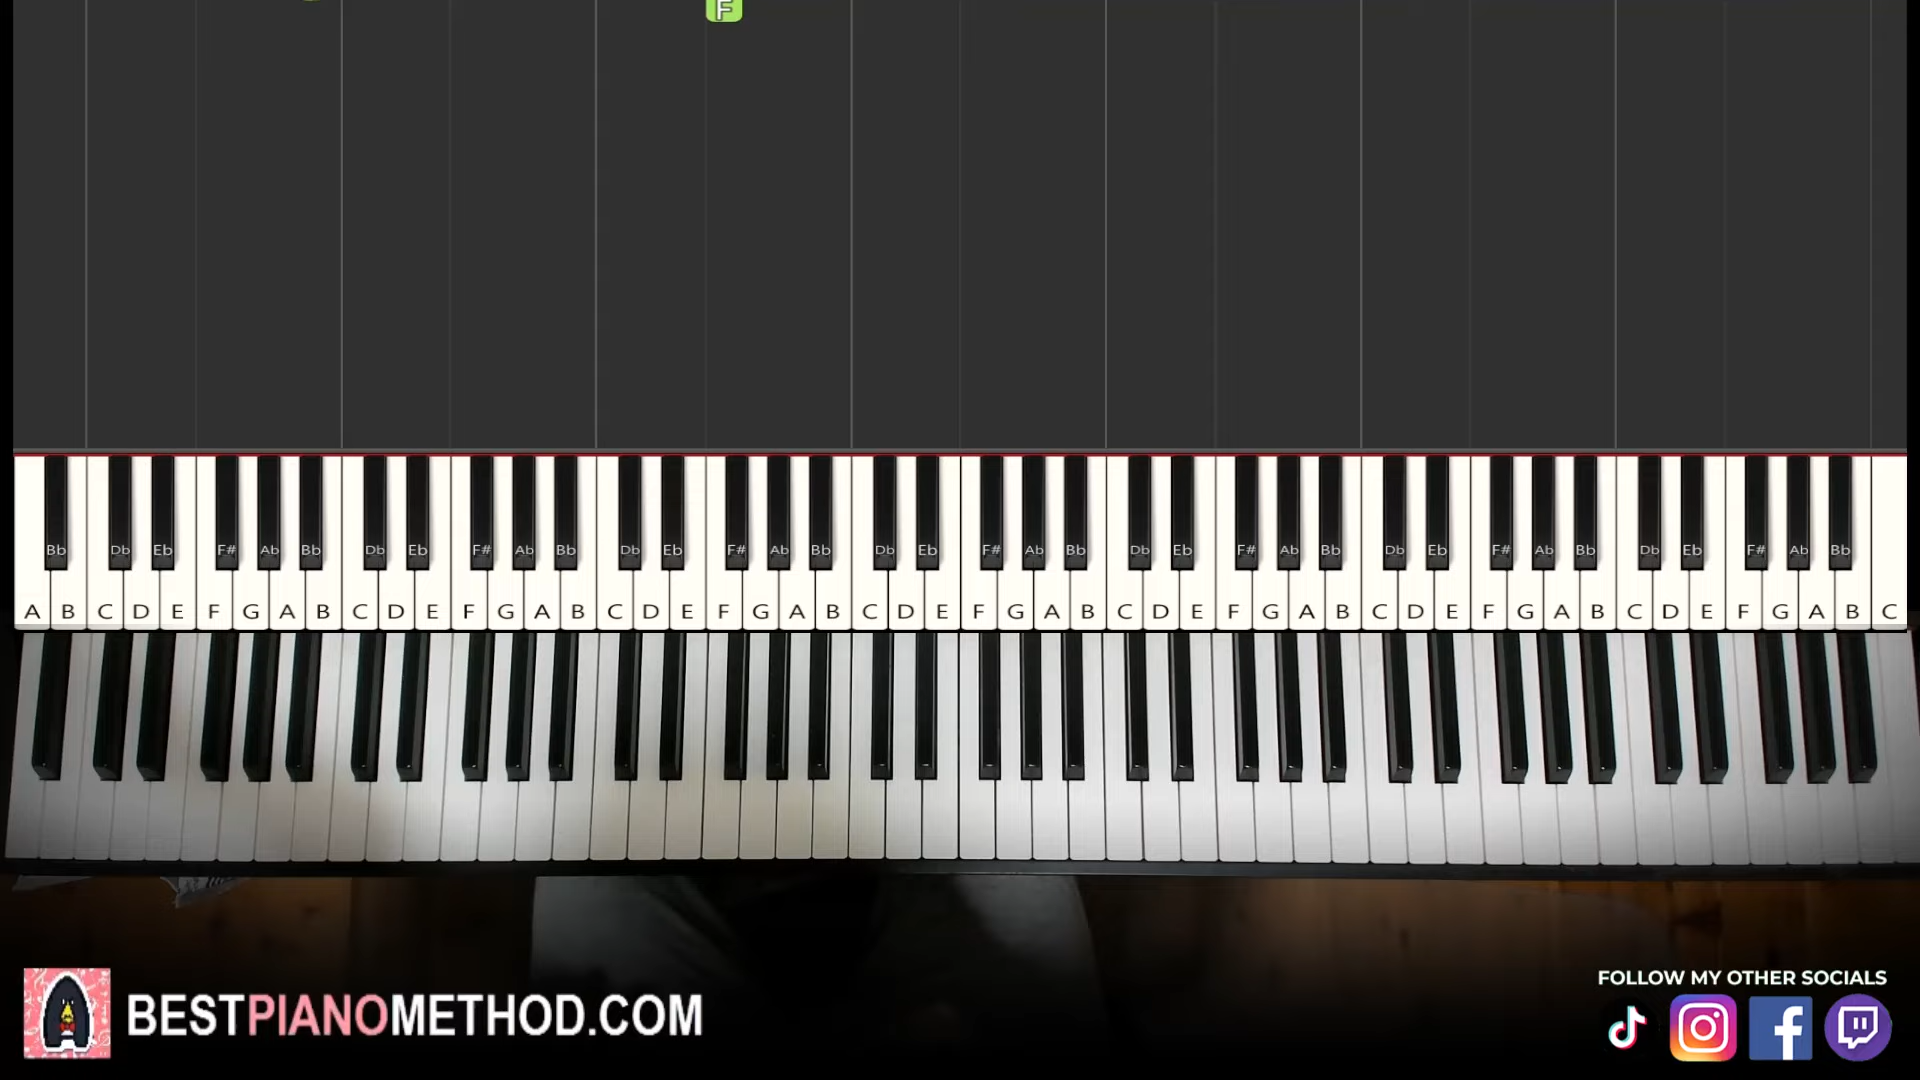 F
Bb Db Eb F# Ab Bb Db Eb F# Ab Bb Db Eb F# Ab Bb Db Eb F# Ab Bb Db Eb F# Ab Bb Db Eb F# Ab Bb Db Eb F# Ab Bb
A B C D E F G A B C D E F G A B C D E F G A B C D E F G A B C D E F G A B C D E F G A B C D E F G A B C
FOLLOW MY OTHER SOCIALS
BESTPIANOMETHOD.COM